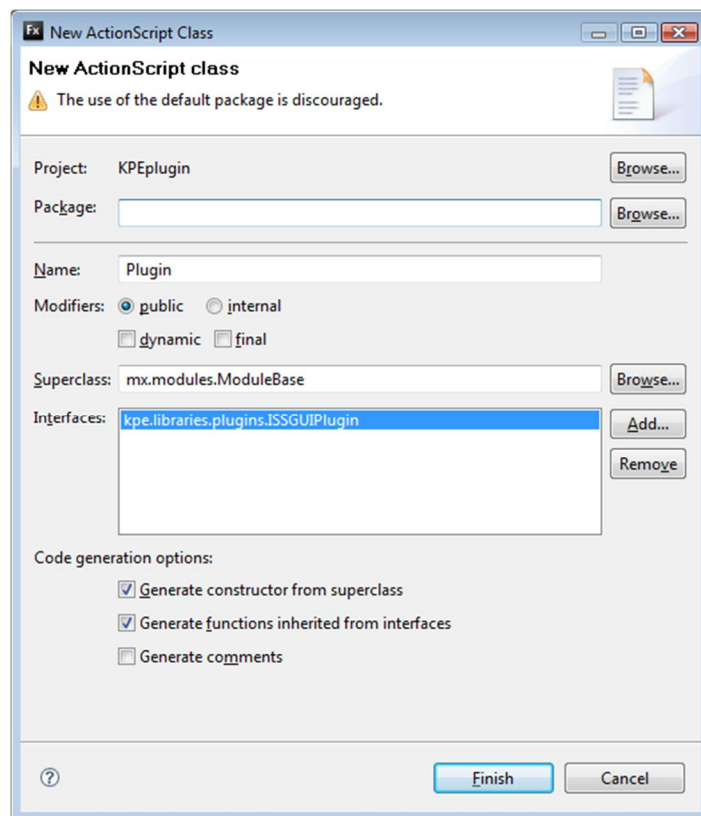 Fx New ActionScript Class
New ActionScript class
The use of the default package is discouraged.
Project: KPEplugin Browse...
Package: Browse...
Name: Plugin
Modifiers: public internal
dynamic final
Superclass: mx.modules.ModuleBase Browse...
Interfaces: kpe.libraries.plugins.ISSGUIPlugin Add...
Remove
Code generation options:
Generate constructor from superclass
Generate functions inherited from interfaces
Generate comments
? Finish Cancel